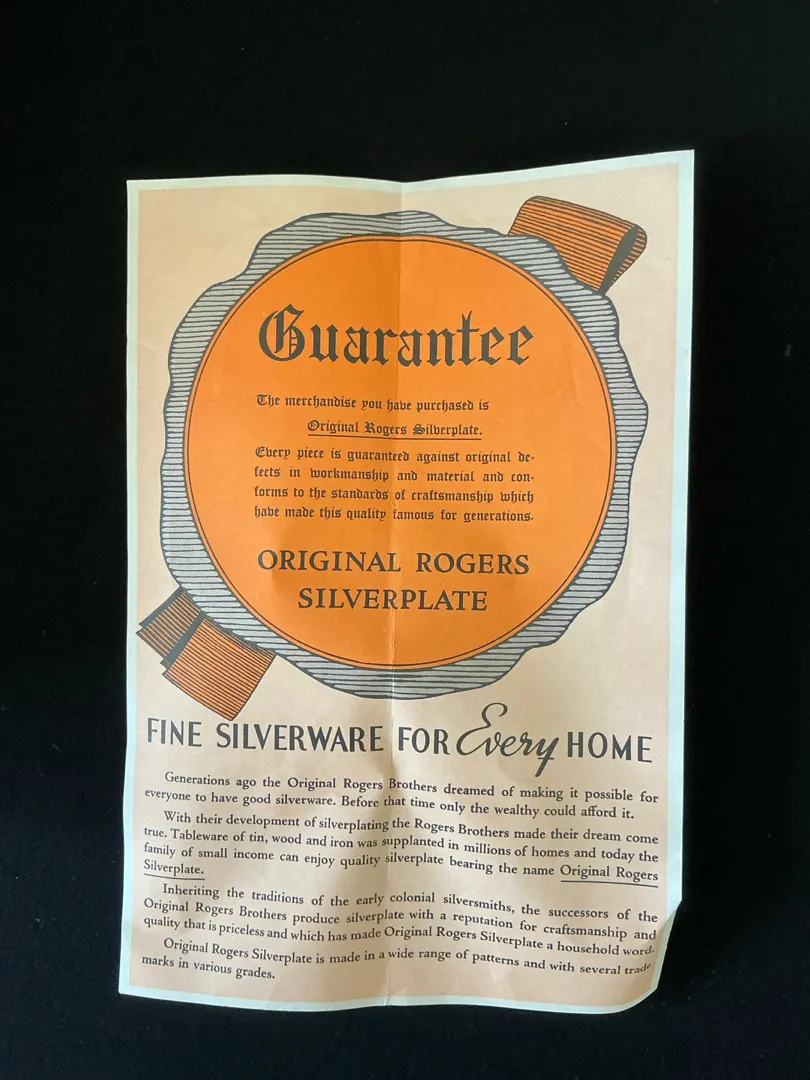 Guarantee
The merchandise you have purchased is
Original Rogers Silverplate.
Every piece is guaranteed against original de-
fects in workmanship and material and con-
forms to the standards of craftsmanship which
have made this quality famous for generations.
ORIGINAL ROGERS
SILVERPLATE
FINE SILVERWARE FOR Every HOME
Generations ago the Original Rogers Brothers dreamed of making it possible for
everyone to have good silverware. Before that time only the wealthy could afford it.
With their development of silverplating the Rogers Brothers made their dream come
true. Tableware of tin, wood and iron was supplanted in millions of homes and today the
family of small income can enjoy quality silverplate bearing the name Original Rogers
Silverplate.
Inheriting the traditions of the early colonial silversmiths, the successors of the
Original Rogers Brothers produce silverplate with a reputation for craftsmanship and
quality that is priceless and which has made Original Rogers Silverplate a household word.
Original Rogers Silverplate is made in a wide range of patterns and with several trade
marks in various grades.